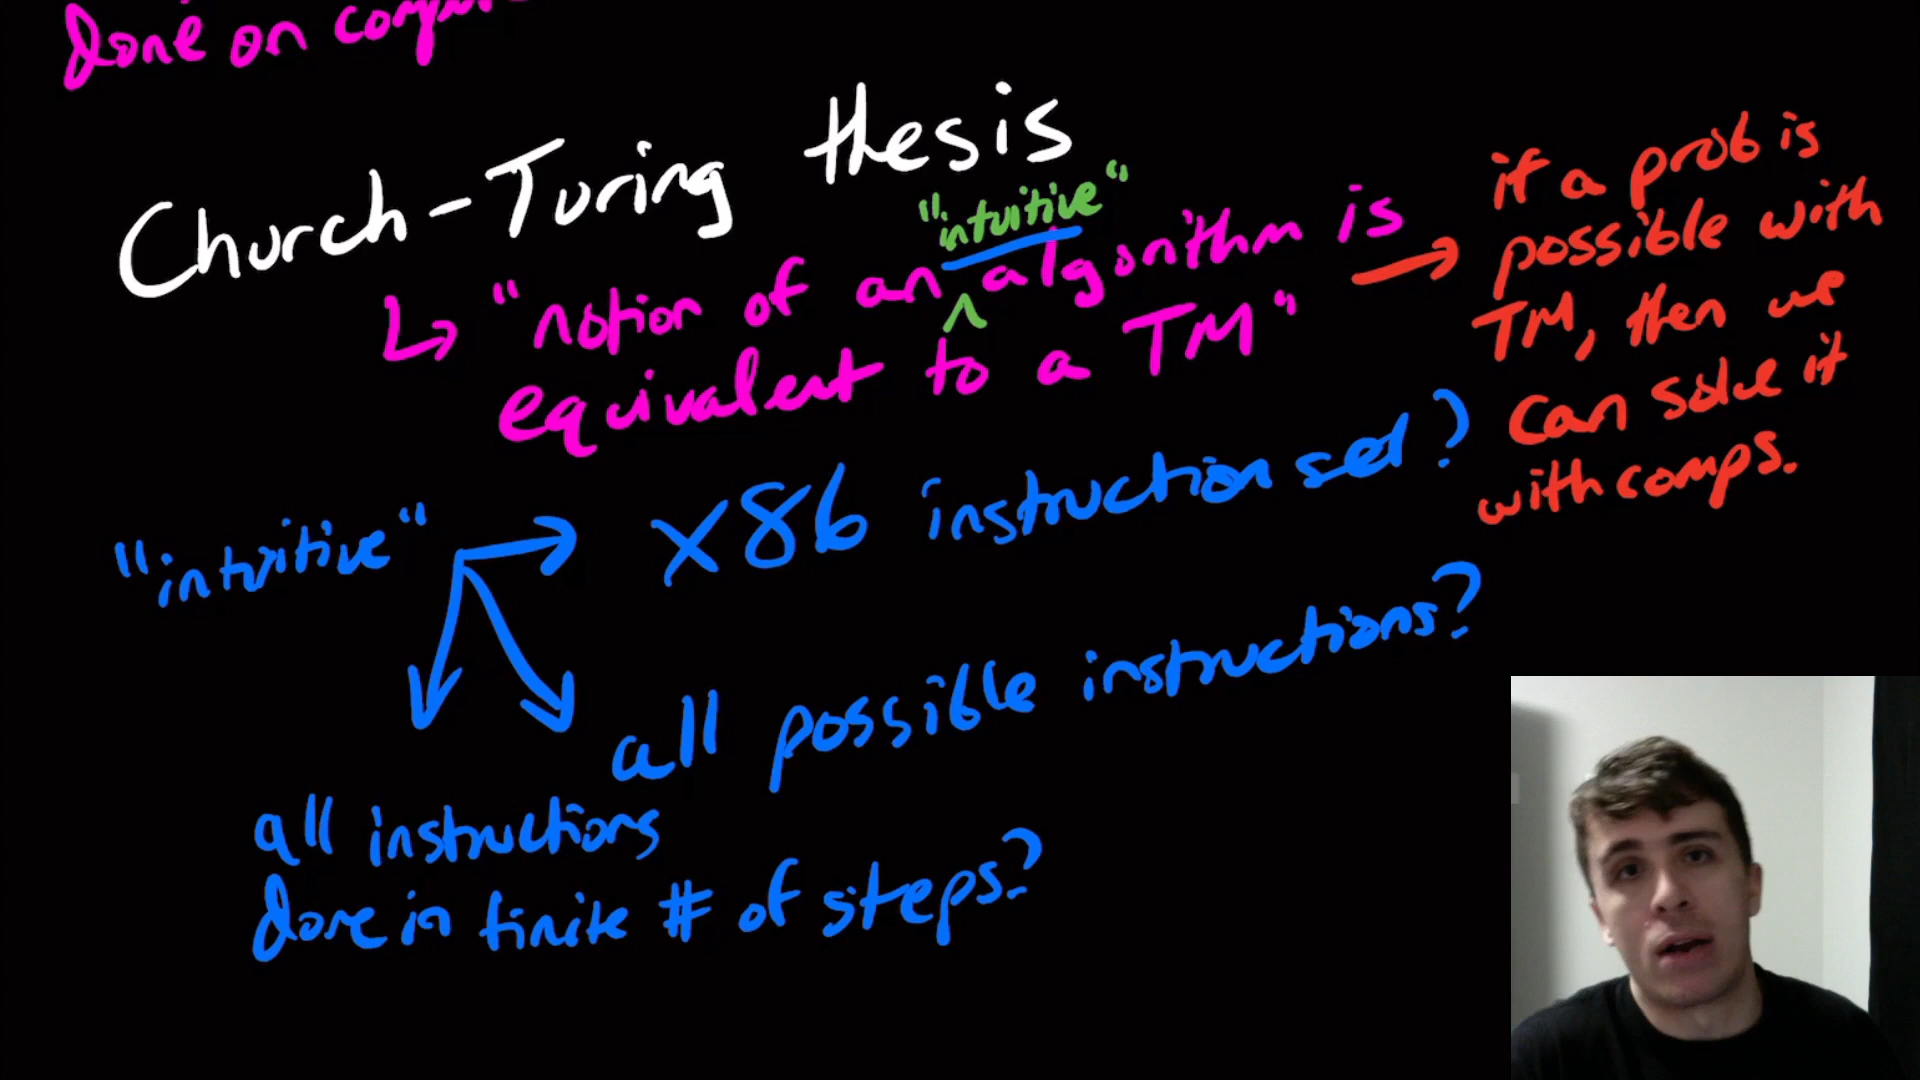 done on
Church-Turing thesis
"intuitive"
↳ "notion of an ^ algorithm is
equivalent to a TM"
→ if a prob is
possible with
TM, then we
can solve it
with comps.
"intuitive" → x86 instruction set?
all possible instructions?
all instructions
done in finite # of steps?